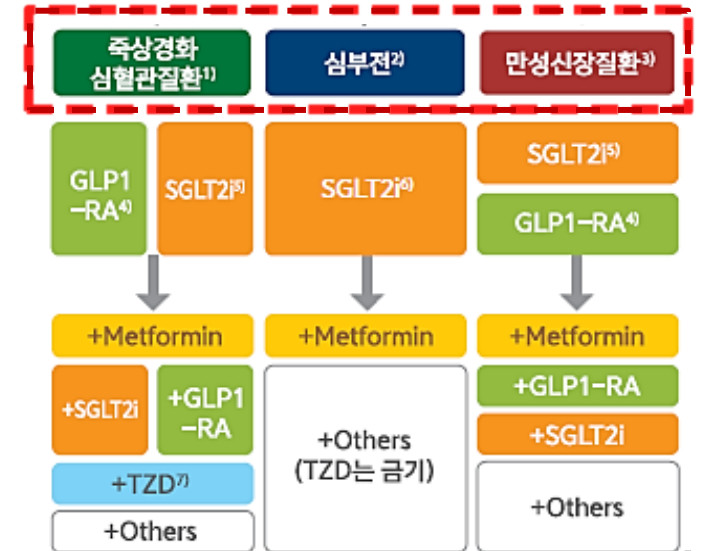 죽상경화
심혈관질환¹⁾
심부전²⁾
만성신장질환³⁾
GLP1
-RA⁴⁾
SGLT2i⁵⁾
SGLT2i⁶⁾
SGLT2i⁵⁾
GLP1-RA⁴⁾
+Metformin
+Metformin
+Metformin
+SGLT2i
+GLP1
-RA
+TZD⁷⁾
+Others
+Others
(TZD는 금기)
+GLP1-RA
+SGLT2i
+Others